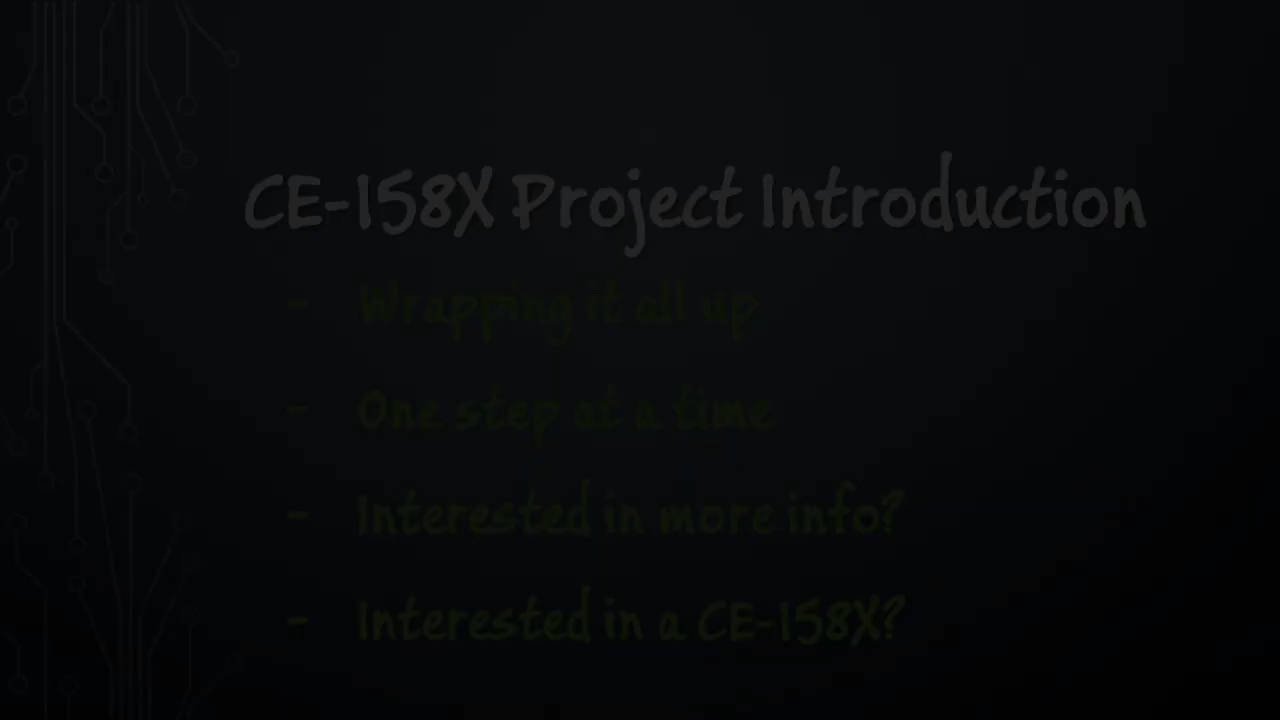 CE-158X Project Introduction
- Wrapping it all up
- One step at a time
- Interested in more info?
- Interested in a CE-158X?